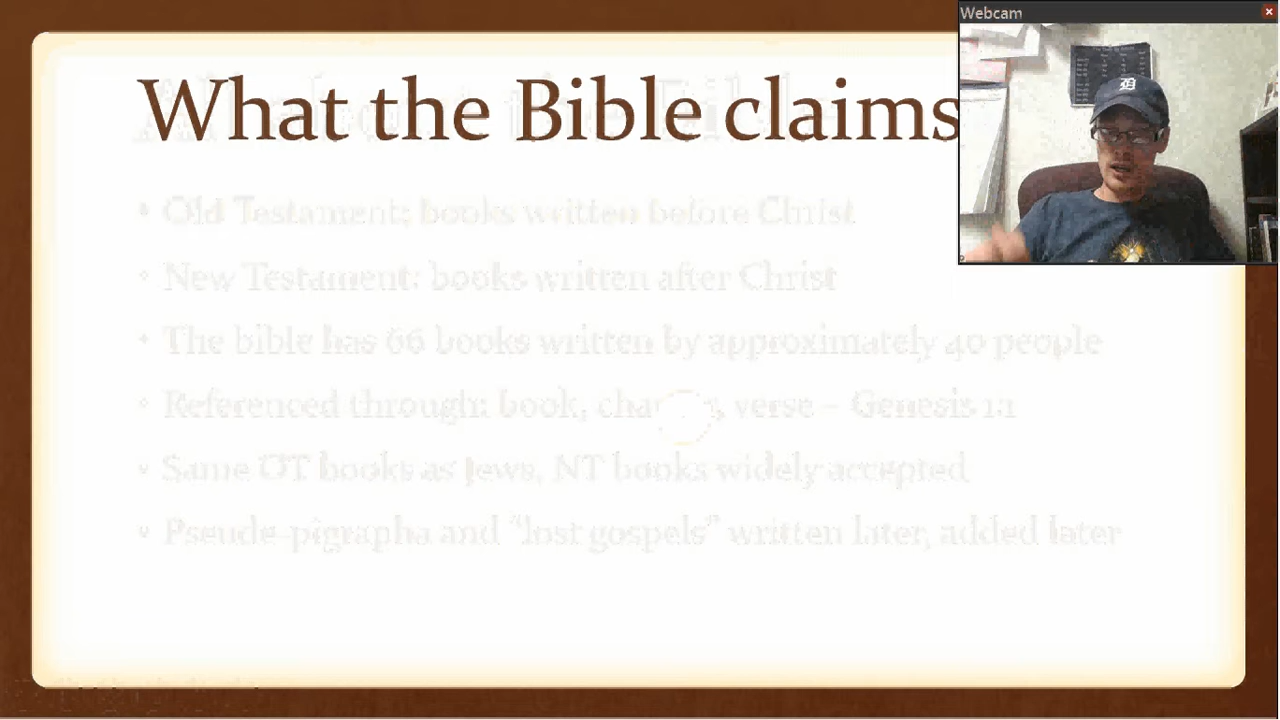 Webcam
What the Bible claims
Old Testament: books written before Christ
New Testament: books written after Christ
The bible has 66 books written by approximately 40 people
Referenced through: book, verse – Genesis 1:1
Same OT books as Jews, NT books widely accepted
Pseude-pigrapha and "lost gospels" written later, added later